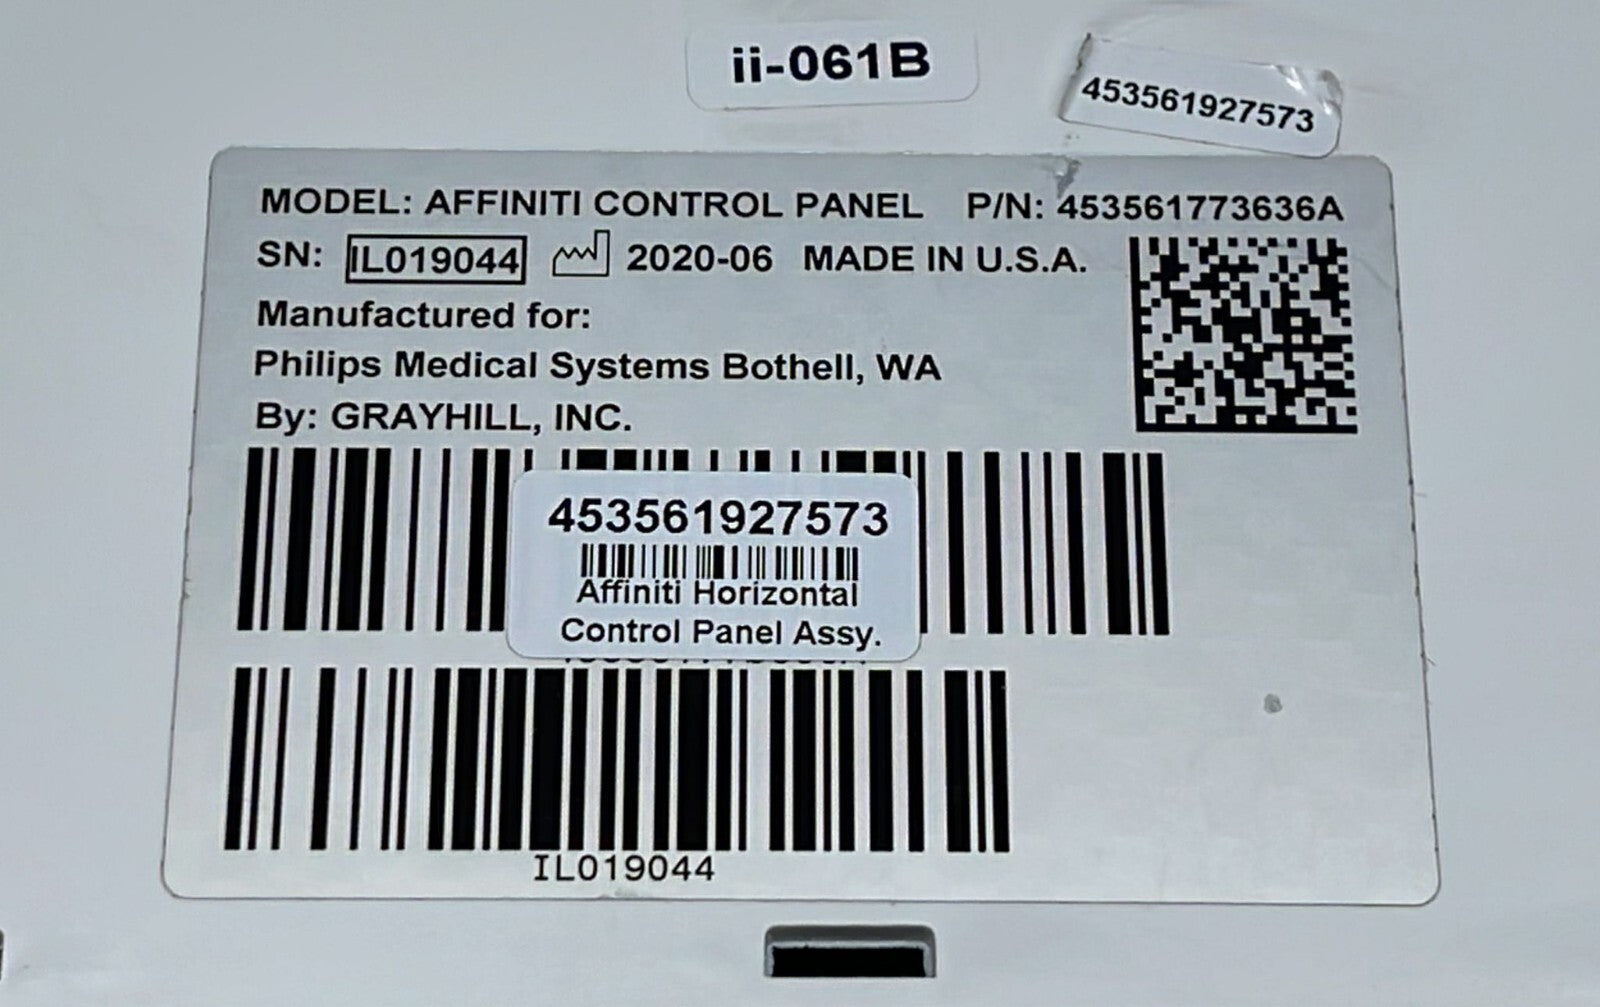 ii-061B
453561927573
MODEL: AFFINITI CONTROL PANEL P/N: 453561773636A
SN: IL019044 2020-06 MADE IN U.S.A.
Manufactured for:
Philips Medical Systems Bothell, WA
By: GRAYHILL, INC.
453561927573
Affiniti Horizontal
Control Panel Assy.
IL019044